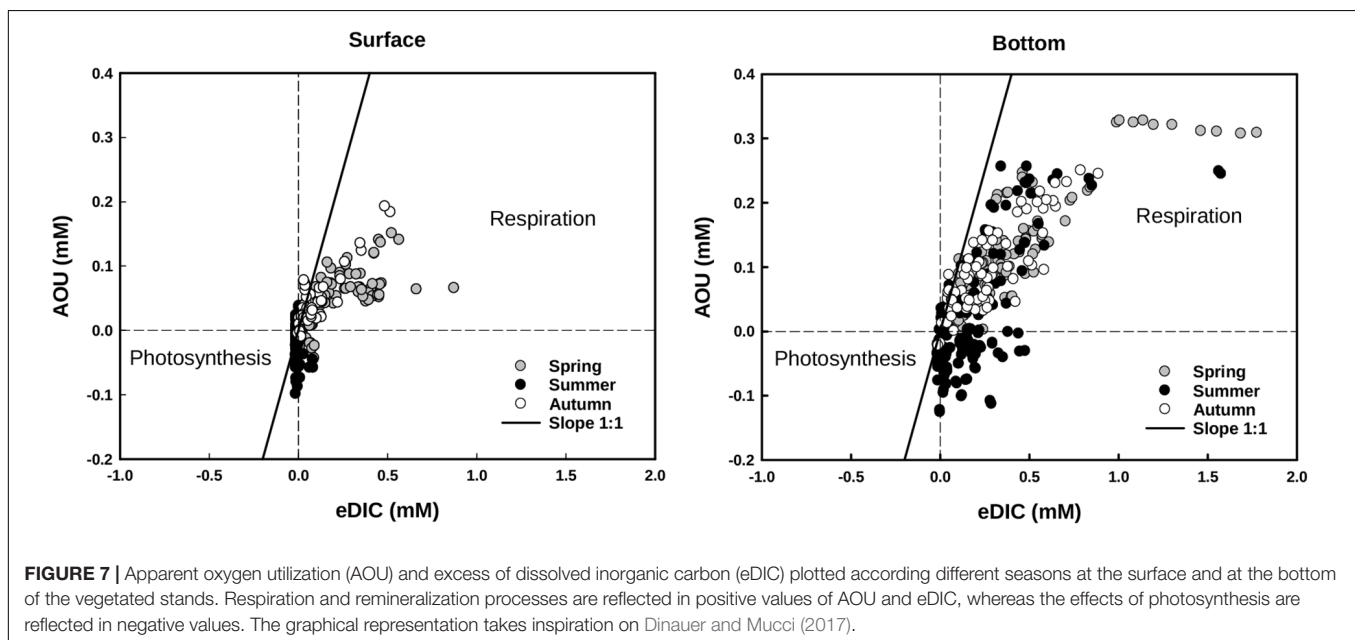 Surface
0.4
0.3
0.2
0.1
0.0
-0.1
-0.2
AOU (mM)
Respiration
Photosynthesis
Spring
Summer
Autumn
Slope 1:1
-1.0 -0.5 0.0 0.5 1.0 1.5 2.0
eDIC (mM)
Bottom
0.4
0.3
0.2
0.1
0.0
-0.1
-0.2
AOU (mM)
Respiration
Photosynthesis
Spring
Summer
Autumn
Slope 1:1
-1.0 -0.5 0.0 0.5 1.0 1.5 2.0
eDIC (mM)
FIGURE 7 | Apparent oxygen utilization (AOU) and excess of dissolved inorganic carbon (eDIC) plotted according different seasons at the surface and at the bottom
of the vegetated stands. Respiration and remineralization processes are reflected in positive values of AOU and eDIC, whereas the effects of photosynthesis are
reflected in negative values. The graphical representation takes inspiration on Dinauer and Mucci (2017).